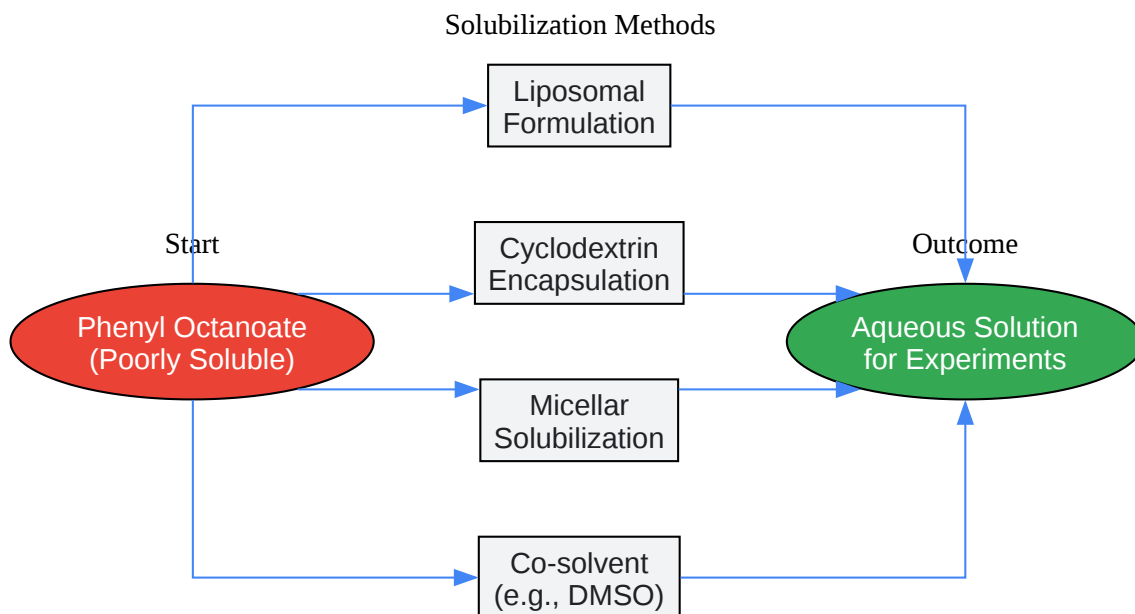 Solubilization Methods
Liposomal
Formulation
Start
Cyclodextrin
Encapsulation
Outcome
Phenyl Octanoate
(Poorly Soluble)
Aqueous Solution
for Experiments
Micellar
Solubilization
Co-solvent
(e.g., DMSO)